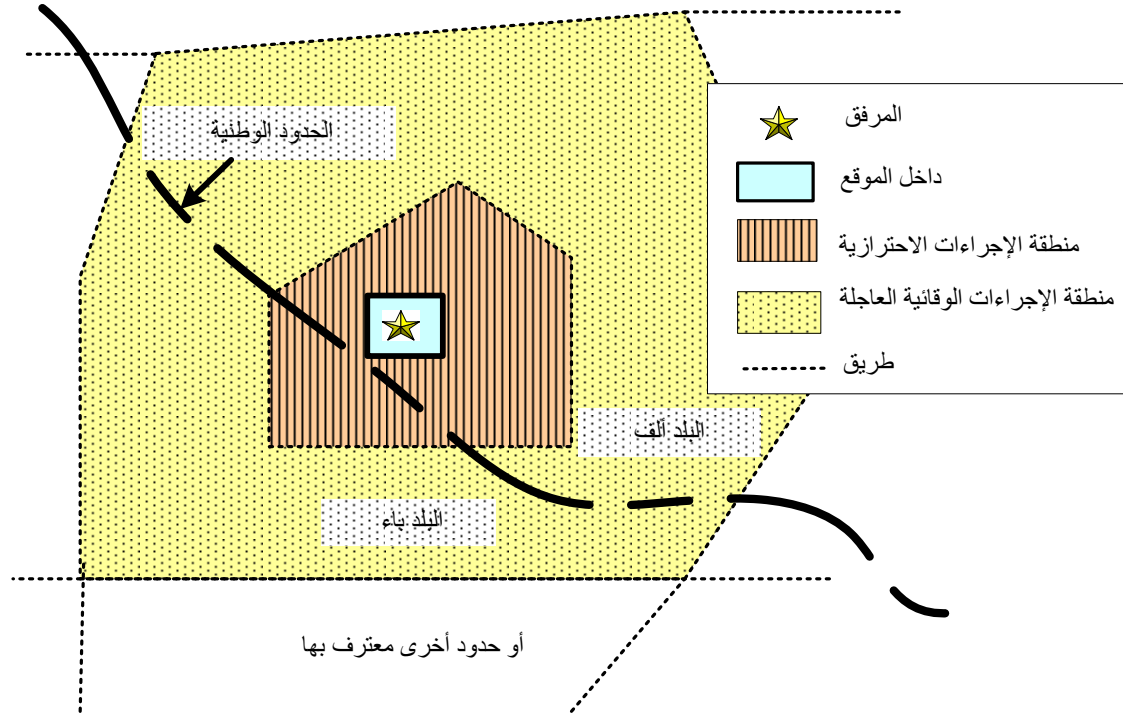 الحدود الوطنية
المرفق
داخل الموقع
منطقة الإجراءات الاحترازية
منطقة الإجراءات الوقائية العاجلة
طريق
البلد ألف
البلد باء
أو حدود أخرى معترف بها